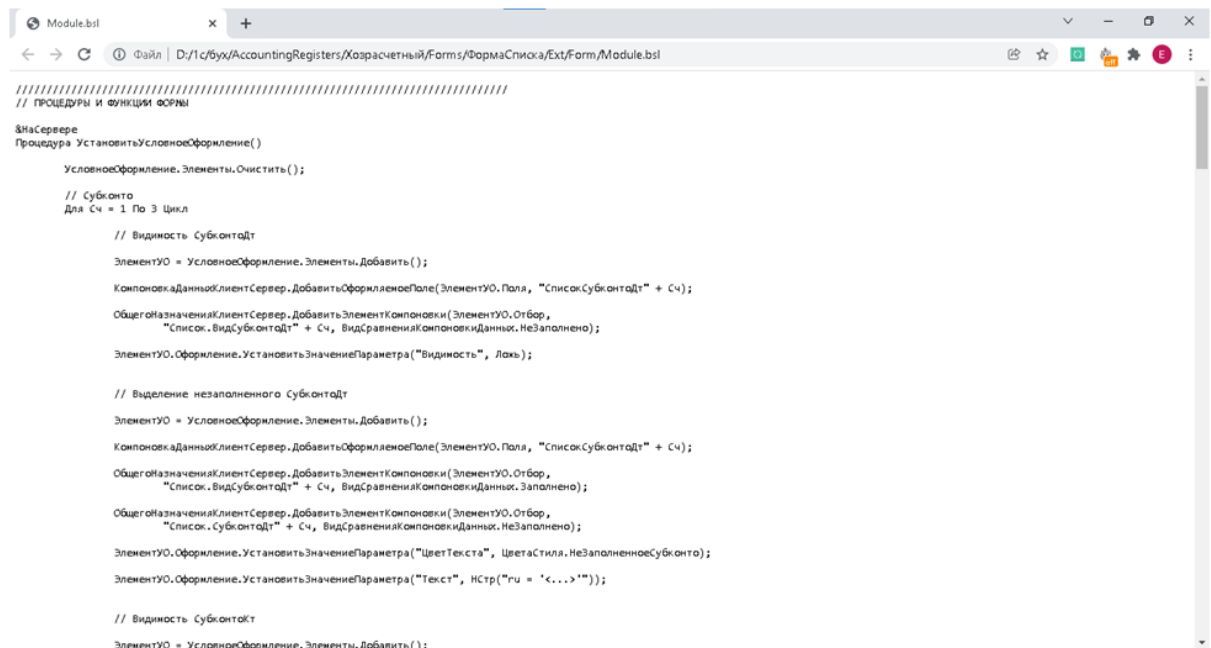 Module.bsl
Файл | D:/1c/бух/AccountingRegisters/Хозрасчетный/Forms/ФормаСписка/Ext/Form/Module.bsl
off
E
////////////////////////////////////////////////////////////////////////////////
// ПРОЦЕДУРЫ И ФУНКЦИИ ФОРМЫ
&НаСервере
Процедура УстановитьУсловноеОформление()
УсловноеОформление.Элементы.Очистить();
// Субконто
Для Сч = 1 По 3 Цикл
// Видимость СубконтоДт
ЭлементУО = УсловноеОформление.Элементы.Добавить();
КомпоновкаДанныхКлиентСервер.ДобавитьОформляемоеПоле(ЭлементУО.Поля, "СписокСубконтоДт" + Сч);
ОбщегоНазначенияКлиентСервер.ДобавитьЭлементКомпоновки(ЭлементУО.Отбор,
"Список.ВидСубконтоДт" + Сч, ВидСравненияКомпоновкиДанных.НеЗаполнено);
ЭлементУО.Оформление.УстановитьЗначениеПараметра("Видимость", Ложь);
// Выделение незаполненного СубконтоДт
ЭлементУО = УсловноеОформление.Элементы.Добавить();
КомпоновкаДанныхКлиентСервер.ДобавитьОформляемоеПоле(ЭлементУО.Поля, "СписокСубконтоДт" + Сч);
ОбщегоНазначенияКлиентСервер.ДобавитьЭлементКомпоновки(ЭлементУО.Отбор,
"Список.ВидСубконтоДт" + Сч, ВидСравненияКомпоновкиДанных.Заполнено);
ОбщегоНазначенияКлиентСервер.ДобавитьЭлементКомпоновки(ЭлементУО.Отбор,
"Список.СубконтоДт" + Сч, ВидСравненияКомпоновкиДанных.НеЗаполнено);
ЭлементУО.Оформление.УстановитьЗначениеПараметра("ЦветТекста", ЦветаСтиля.НеЗаполненноеСубконто);
ЭлементУО.Оформление.УстановитьЗначениеПараметра("Текст", НСтр("ru = '<...>'"));
// Видимость СубконтоКт
ЭлементУО = УсловноеОформление.Элементы.Добавить();